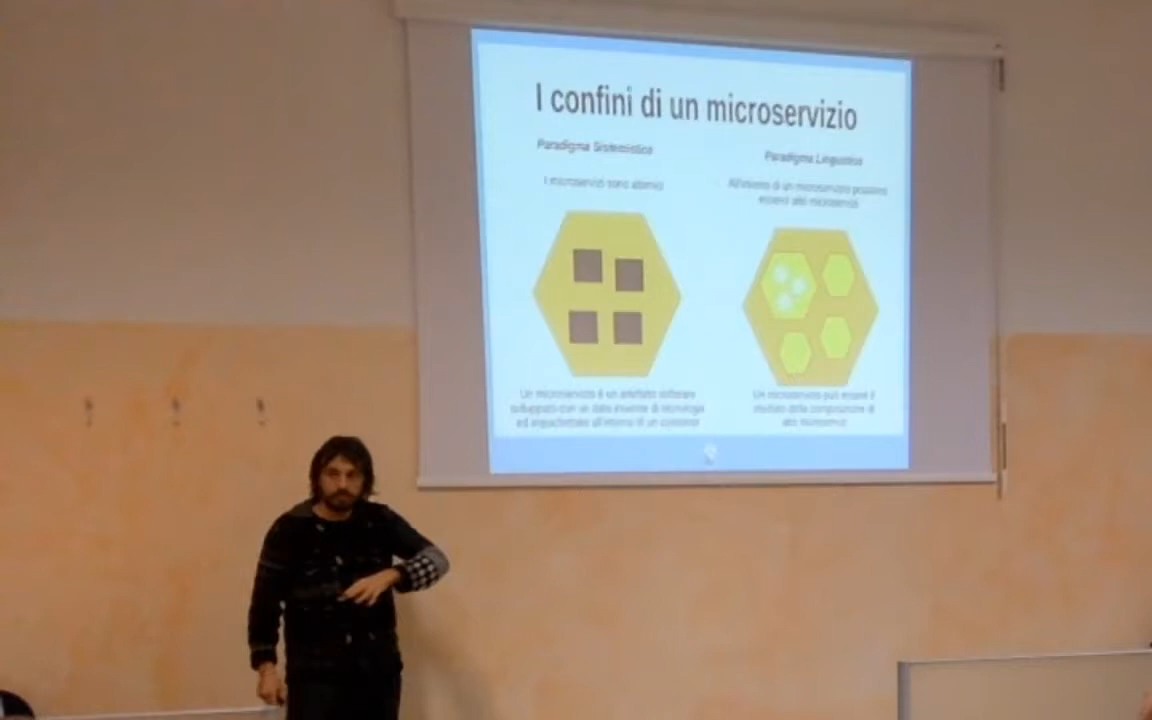 I confini di un microservizio
Paradigma Sistemistico
Paradigma Linguistico
I microservizi sono atomici
All'interno di un microservizio possono
esserci altri microservizi
Un microservizio è un artefatto software
sviluppato con un dato insieme di tecnologie
ed impacchettato all'interno di un container
Un microservizio può essere il
risultato della composizione di
altri microservizi